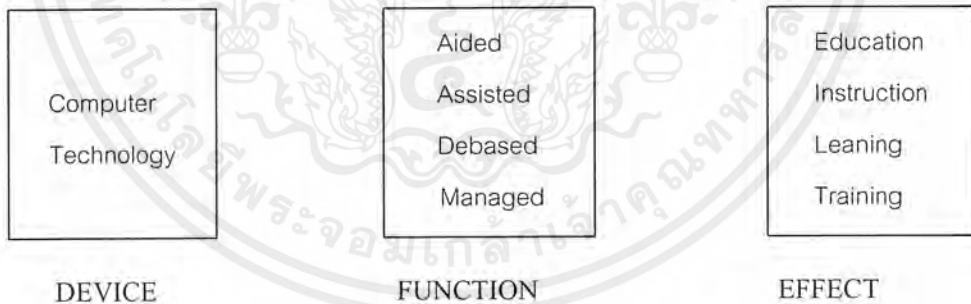 Computer
Technology
DEVICE
Aided
Assisted
Debased
Managed
FUNCTION
Education
Instruction
Leaning
Training
EFFECT